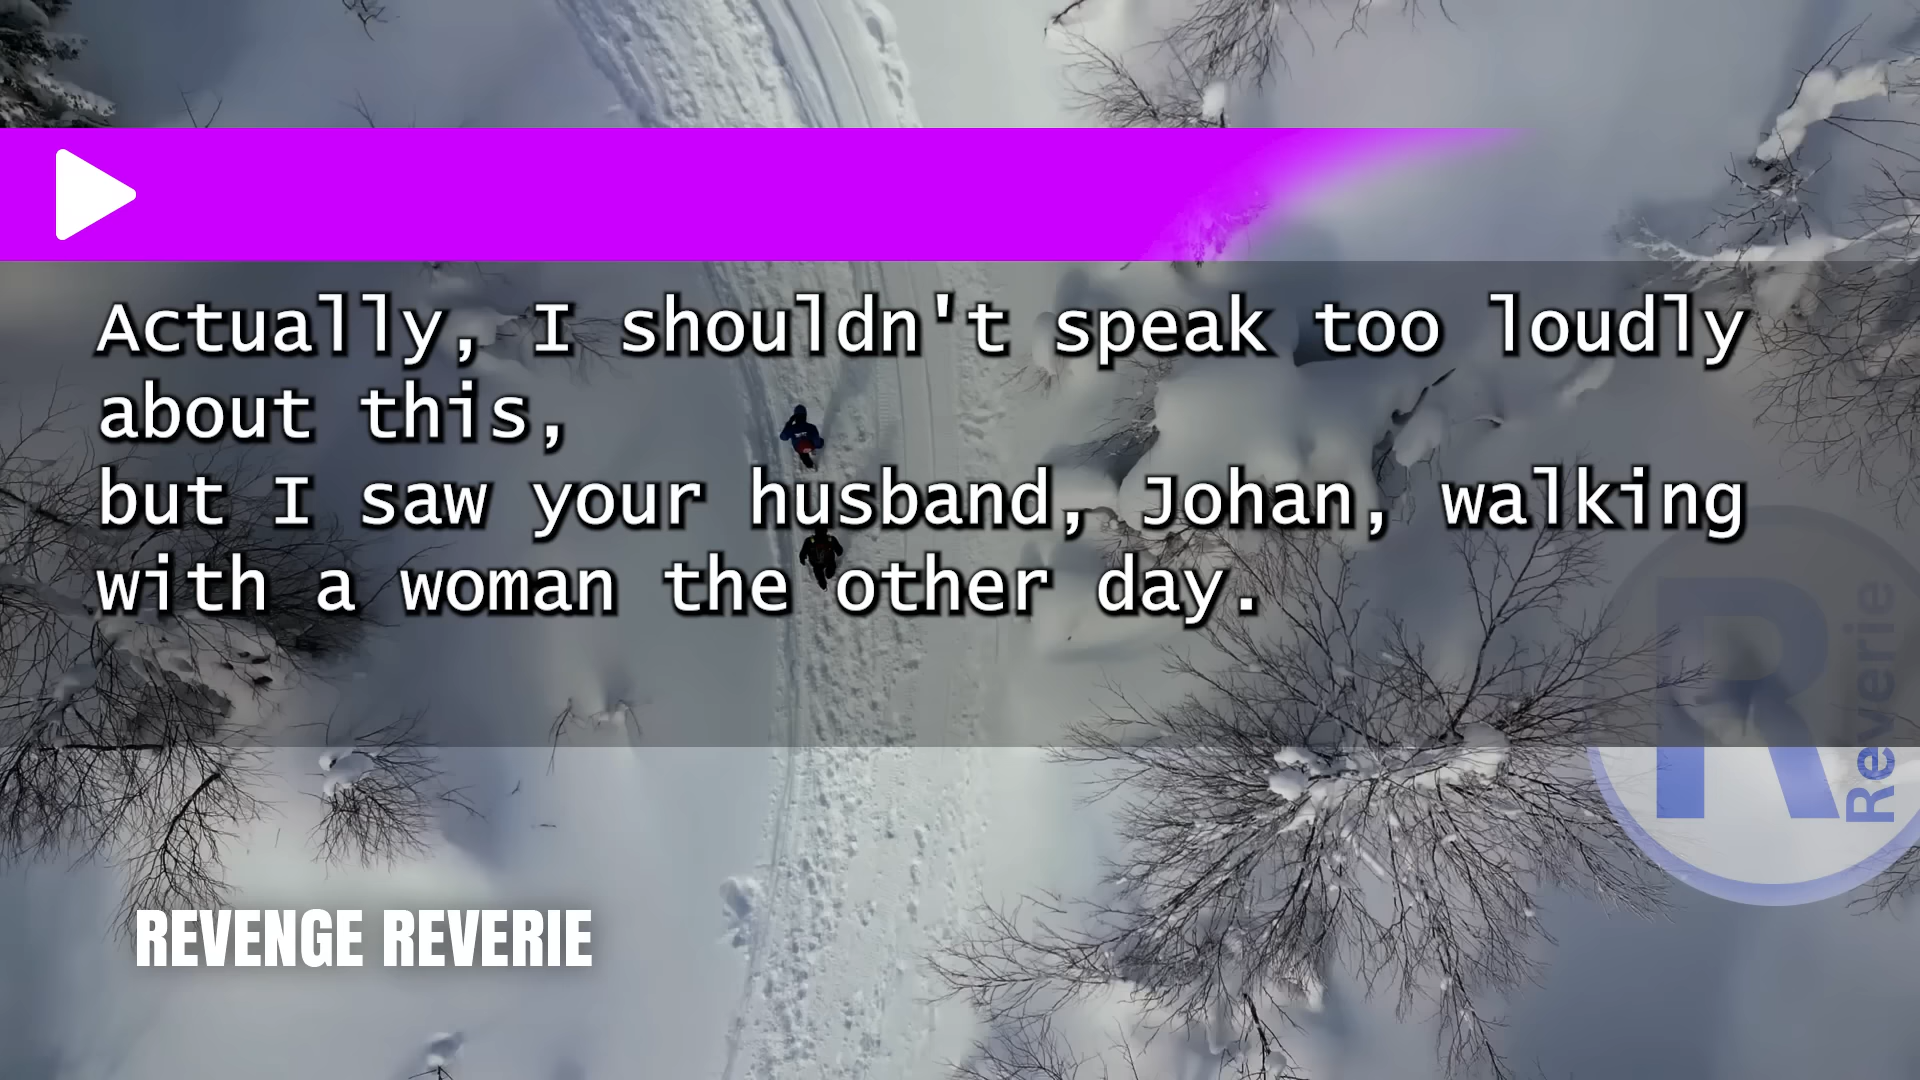 Actually, I shouldn't speak too loudly
about this,
but I saw your husband, Johan, walking
with a woman the other day.
R
Reverie
REVENGE REVERIE